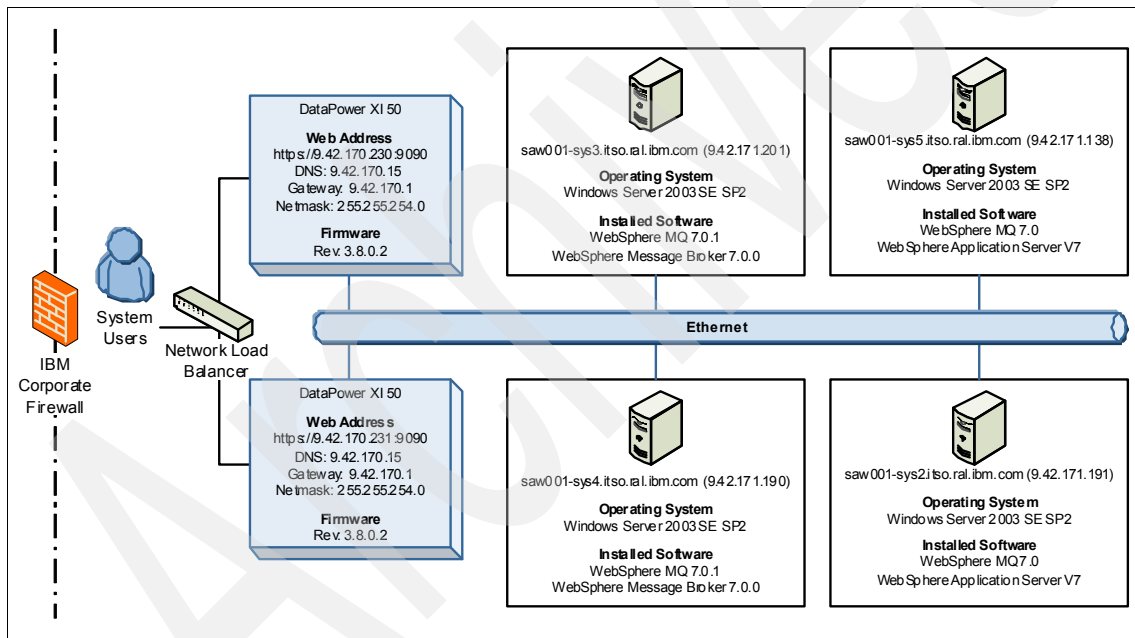 IBM
Corporate
Firewall
System
Users
Network Load
Balancer
DataPower XI50
Web Address
https://9.42.170.230:9090
DNS: 9.42.170.15
Gateway: 9.42.170.1
Netmask: 255.255.254.0
Firmware
Rev: 3.8.0.2
DataPower XI50
Web Address
https://9.42.170.231:9090
DNS: 9.42.170.15
Gateway: 9.42.170.1
Netmask: 255.255.254.0
Firmware
Rev: 3.8.0.2
saw001-sys3.itso.ral.ibm.com (9.42.171.201)
Operating System
Windows Server 2003 SE SP2
Installed Software
WebSphere MQ 7.0.1
WebSphere Message Broker 7.0.0
saw001-sys5.itso.ral.ibm.com (9.42.171.138)
Operating System
Windows Server 2003 SE SP2
Installed Software
WebSphere MQ 7.0
WebSphere Application Server V7
Ethernet
saw001-sys4.itso.ral.ibm.com (9.42.171.190)
Operating System
Windows Server 2003 SE SP2
Installed Software
WebSphere MQ 7.0.1
WebSphere Message Broker 7.0.0
saw001-sys2.itso.ral.ibm.com (9.42.171.191)
Operating System
Windows Server 2003 SE SP2
Installed Software
WebSphere MQ 7.0
WebSphere Application Server V7
Archive